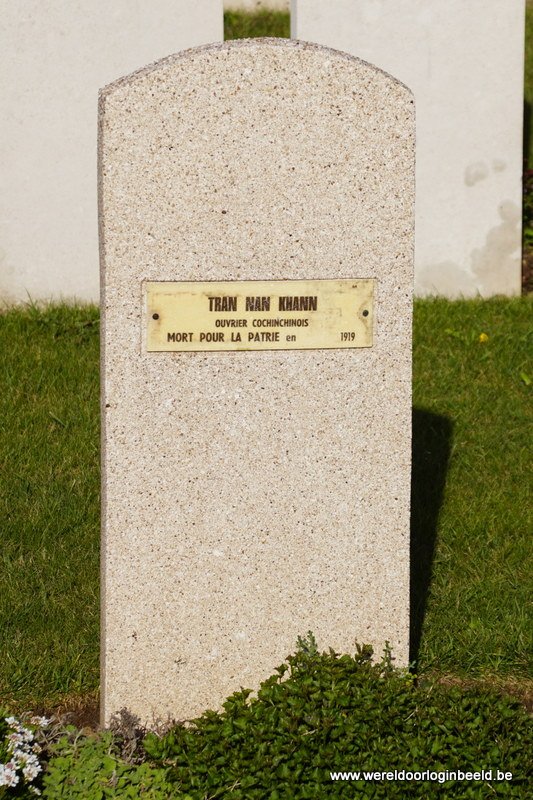 TRAN NAN KHANN
OUVRIER COCHINCHINOIS
MORT POUR LA PATRIE en 1919
www.wereldoorloginbeeld.be